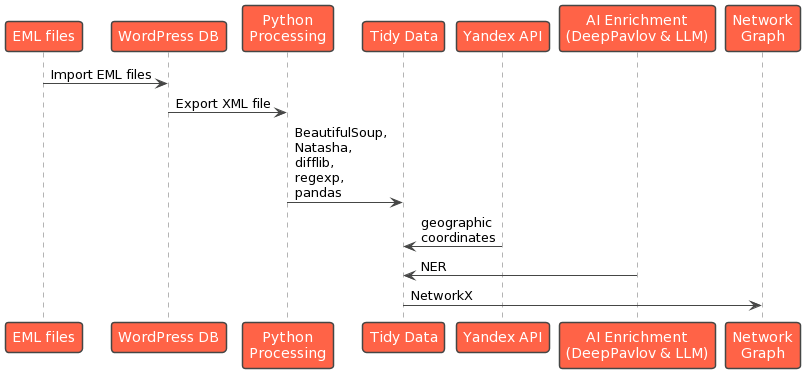 EML files
WordPress DB
Python
Processing
Tidy Data
Yandex API
AI Enrichment
(DeepPavlov & LLM)
Network
Graph
Import EML files
Export XML file
BeautifulSoup,
Natasha,
difflib,
regexp,
pandas
geographic
coordinates
NER
NetworkX
EML files
WordPress DB
Python
Processing
Tidy Data
Yandex API
AI Enrichment
(DeepPavlov & LLM)
Network
Graph